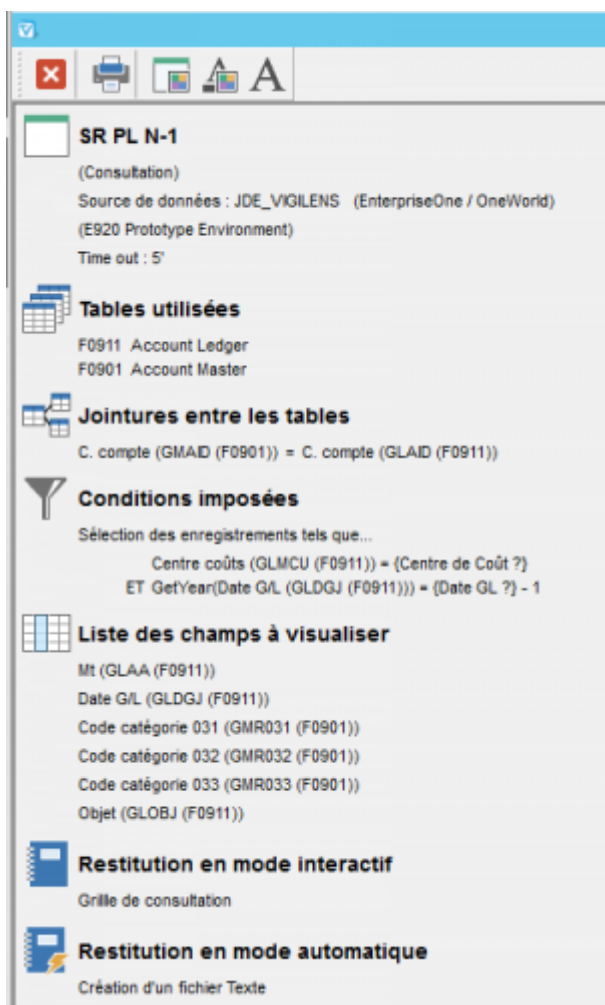 SR PL N-1
(Consultation)
Source de données : JDE_VIGILENS (EnterpriseOne / OneWorld)
(E920 Prototype Environment)
Time out : 5'
Tables utilisées
F0911 Account Ledger
F0901 Account Master
Jointures entre les tables
C. compte (GMAID (F0901)) = C. compte (GLAID (F0911))
Conditions imposées
Sélection des enregistrements tels que...
Centre coûts (GLMCU (F0911)) = {Centre de Coût ?}
ET GetYear(Date G/L (GLDGJ (F0911))) = {Date GL ?} - 1
Liste des champs à visualiser
Mt (GLAA (F0911))
Date G/L (GLDGJ (F0911))
Code catégorie 031 (GMR031 (F0901))
Code catégorie 032 (GMR032 (F0901))
Code catégorie 033 (GMR033 (F0901))
Objet (GLOBJ (F0911))
Restitution en mode interactif
Grille de consultation
Restitution en mode automatique
Création d'un fichier Texte